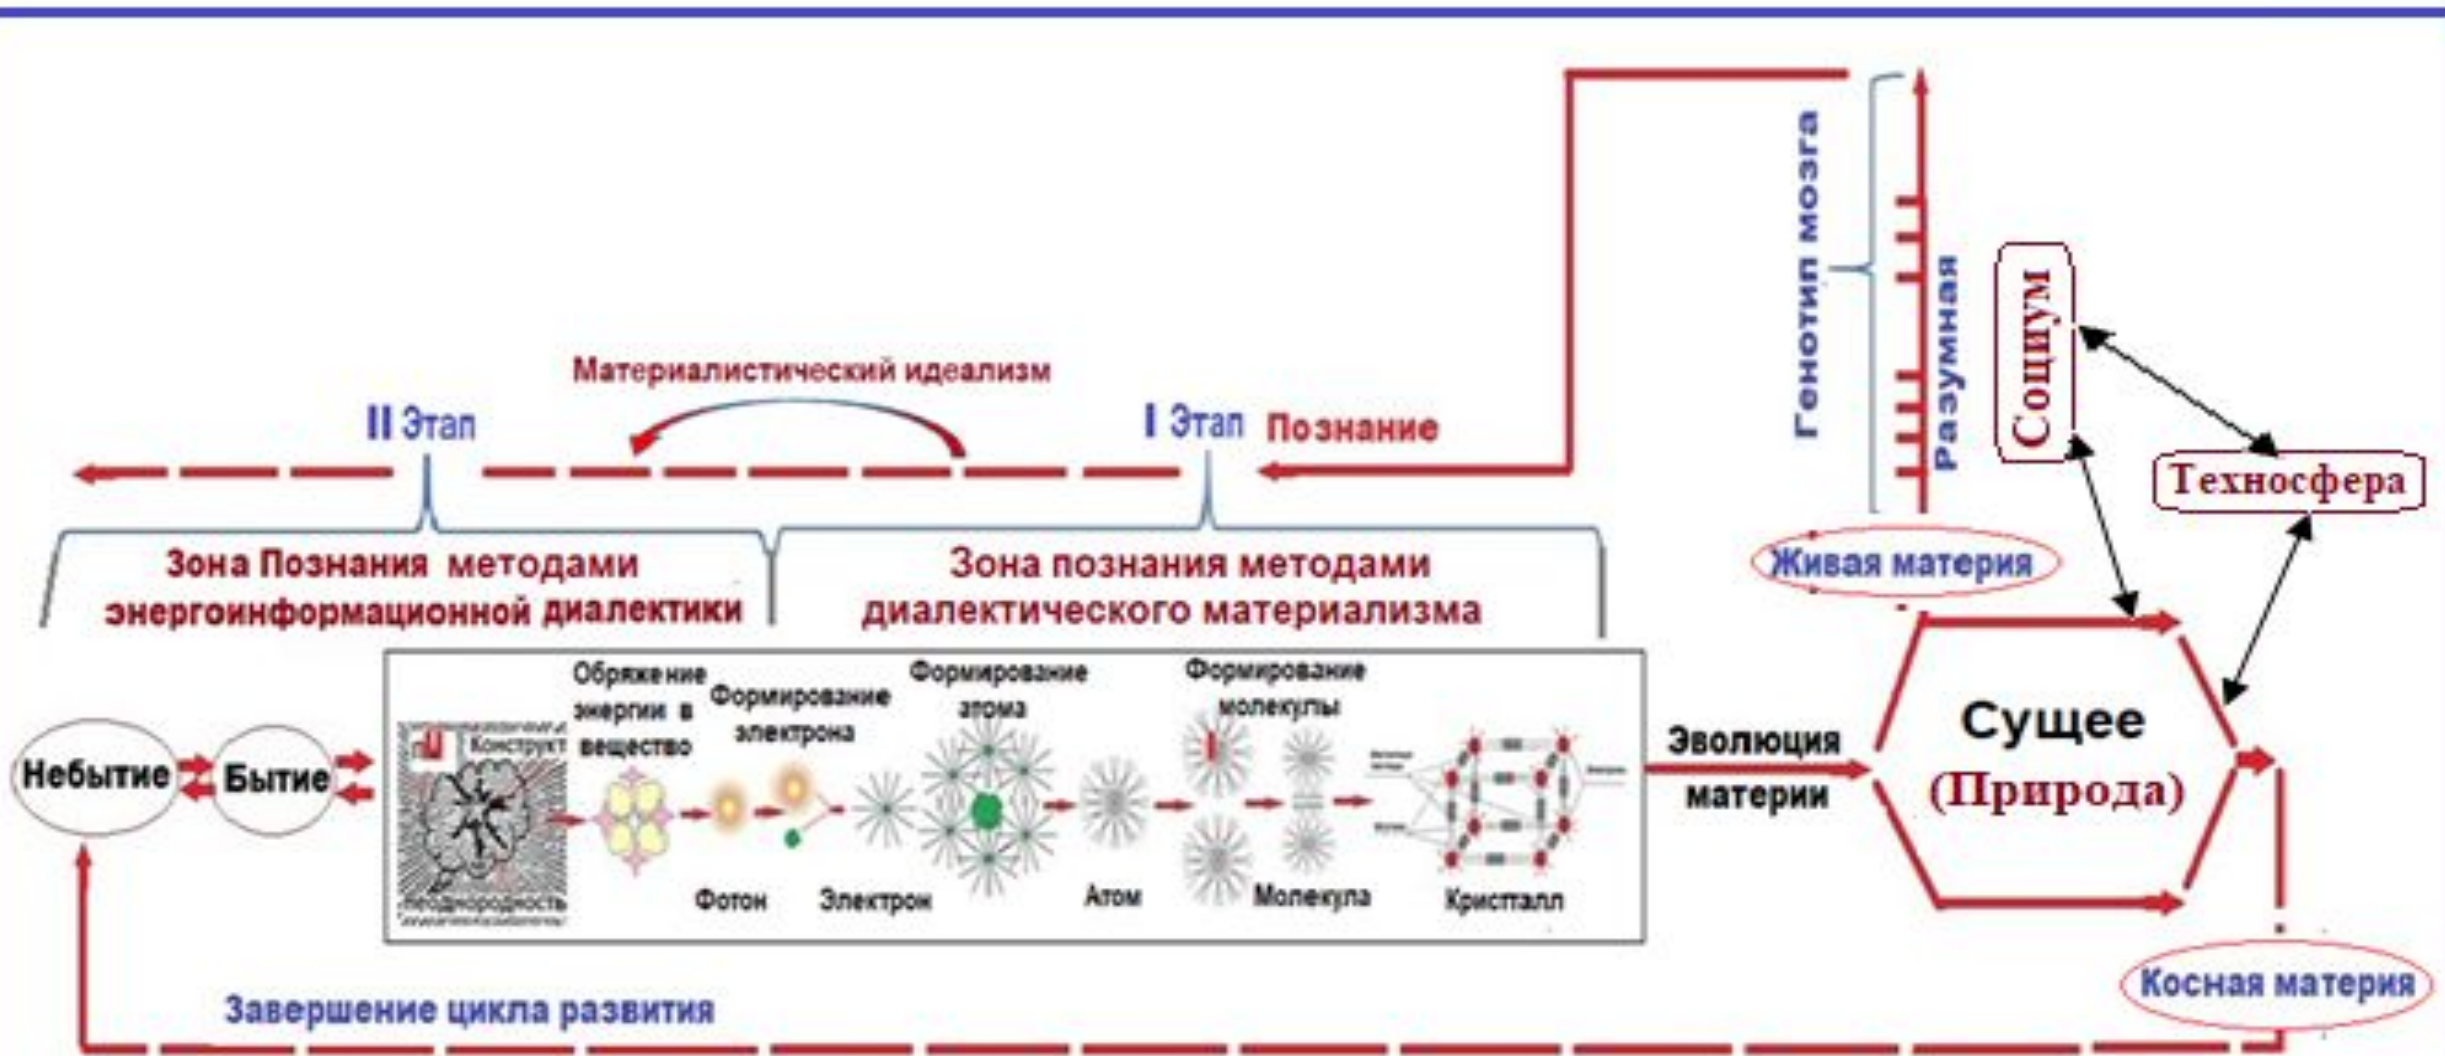 Генотип мозга
Разумная
Социум
Техносфера
Материалистический идеализм
II Этап
I Этап
Познание
Зона Познания методами
энергоинформационной диалектики
Зона познания методами
диалектического материализма
Живая материя
Обряжение
энергии в
вещество
Формирование
электрона
Формирование
атома
Формирование
молекулы
Конструкт
Небытие
Бытие
Эволюция
материи
Сущее
(Природа)
неоднородность
Фотон
Электрон
Атом
Молекула
Кристалл
Косная материя
Завершение цикла развития